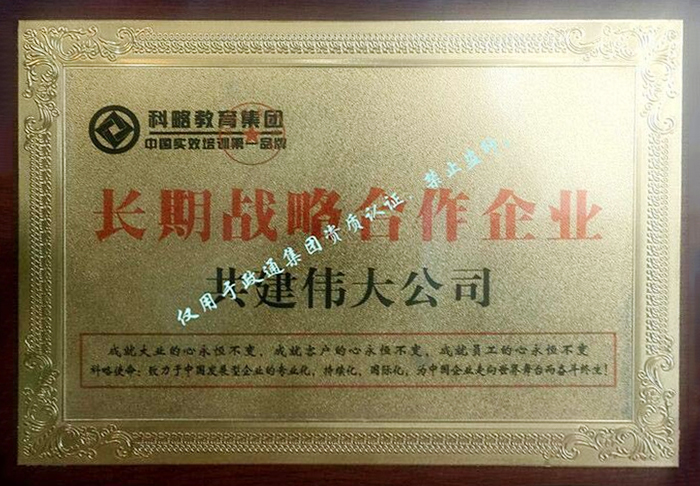 科略教育集团
中国实效培训第一品牌
长期战略合作企业
共建伟大公司
仅用于政通集团资质认证，禁止盗用。
成就大业的心永恒不变，成就客户的心永恒不变，成就员工的心永恒不变
科略使命：致力于中国发展型企业的专业化，持续化，国际化，为中国企业走向世界舞台而奋斗终生！